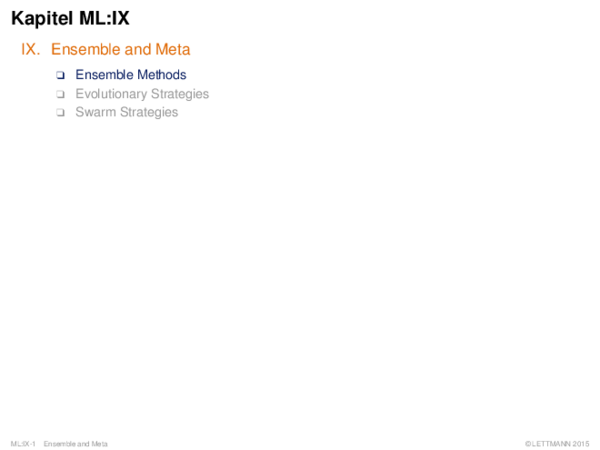 Kapitel ML:IX
IX. Ensemble and Meta
❑ Ensemble Methods
❑ Evolutionary Strategies
❑ Swarm Strategies
ML:IX-1 Ensemble and Meta © LETTMANN 2015